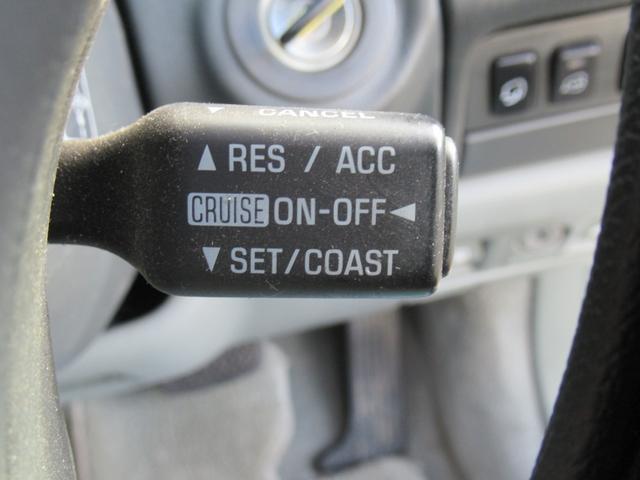 ▼ CANCEL
▲ RES / ACC
CRUISE ON-OFF ◄
▼ SET/COAST